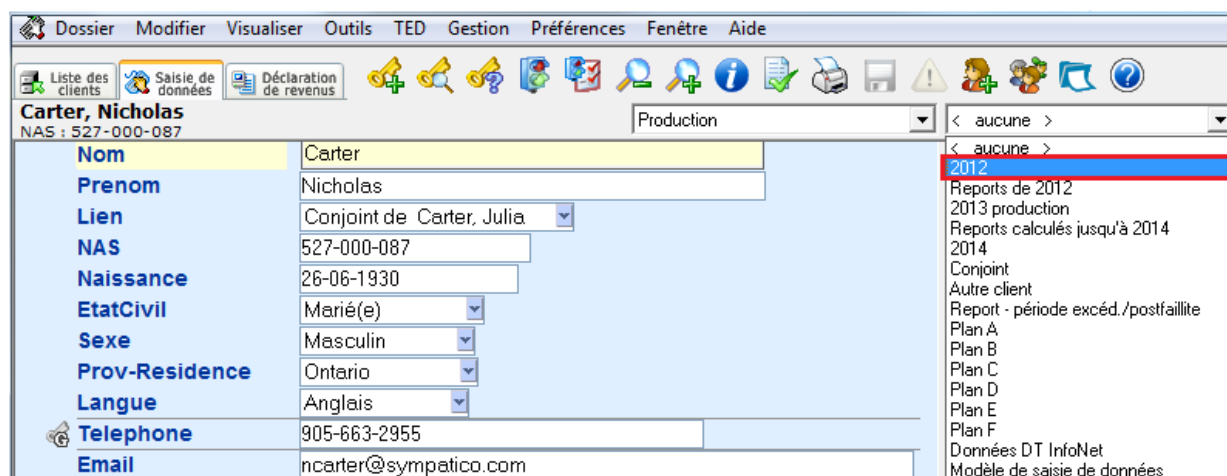 Dossier Modifier Visualiser Outils TED Gestion Préférences Fenêtre Aide
Liste des clients Saisie de données Déclaration de revenus
Carter, Nicholas
NAS : 527-000-087
Production
< aucune >
Nom Carter
Prenom Nicholas
Lien Conjoint de Carter, Julia
NAS 527-000-087
Naissance 26-06-1930
EtatCivil Marié(e)
Sexe Masculin
Prov-Residence Ontario
Langue Anglais
Telephone 905-663-2955
Email ncarter@sympatico.com
< aucune >
2012
Reports de 2012
2013 production
Reports calculés jusqu'à 2014
2014
Conjoint
Autre client
Report - période excéd./postfaillite
Plan A
Plan B
Plan C
Plan D
Plan E
Plan F
Données DT InfoNet
Modèle de saisie de données